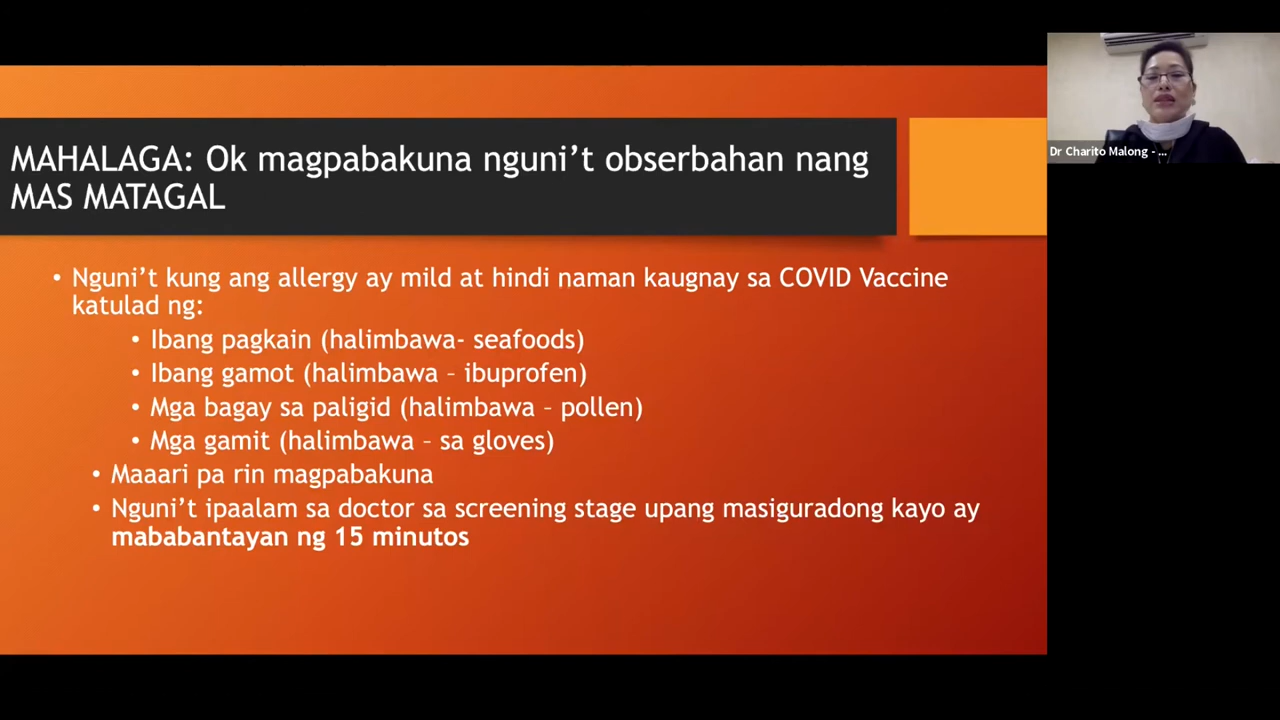 MAHALAGA: Ok magpabakuna nguni’t obserbahan nang
MAS MATAGAL
• Nguni’t kung ang allergy ay mild at hindi naman kaugnay sa COVID Vaccine
katulad ng:
• Ibang pagkain (halimbawa- seafoods)
• Ibang gamot (halimbawa – ibuprofen)
• Mga bagay sa paligid (halimbawa – pollen)
• Mga gamit (halimbawa – sa gloves)
• Maaari pa rin magpabakuna
• Nguni’t ipaalam sa doctor sa screening stage upang masiguradong kayo ay
mababantayan ng 15 minutos
Dr Charito Malong - ...